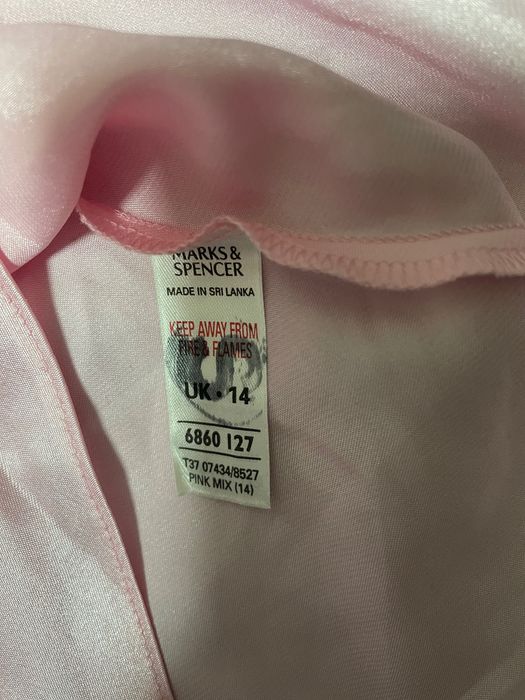 MARKS &
SPENCER
MADE IN SRI LANKA
KEEP AWAY FROM
FIRE & FLAMES
UK • 14
6860 127
T37 07434/8527
PINK MIX (14)